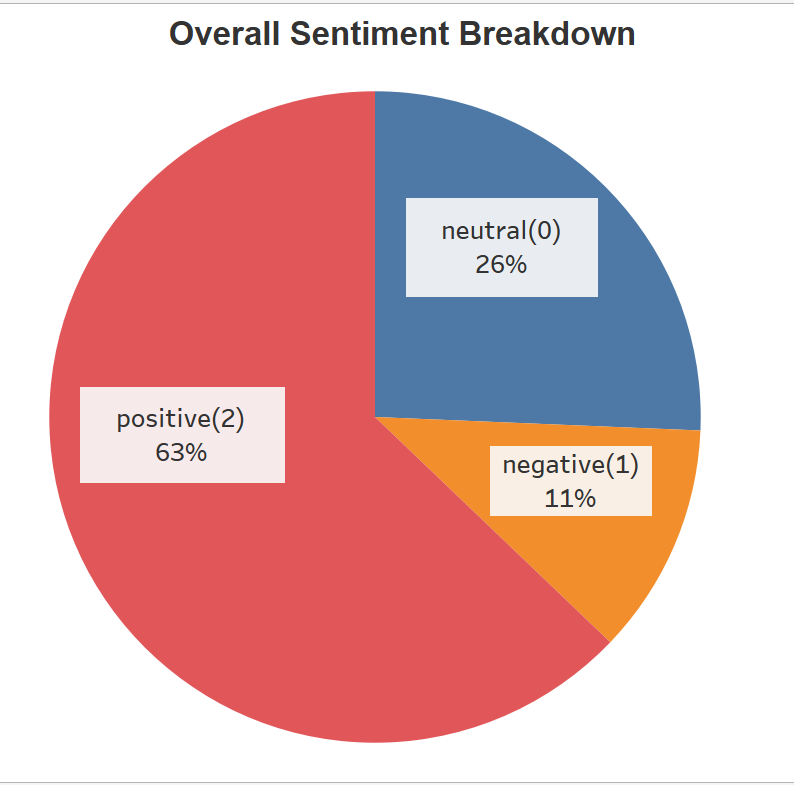 Overall Sentiment Breakdown
neutral(0)
26%
positive(2)
63%
negative(1)
11%